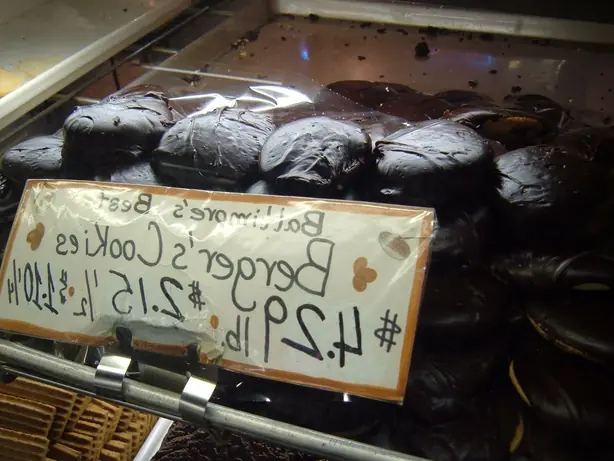 Baltimore's Best
Berger's Cookies
$4.29 lb. $2.15 1/2 $1.10 1/4